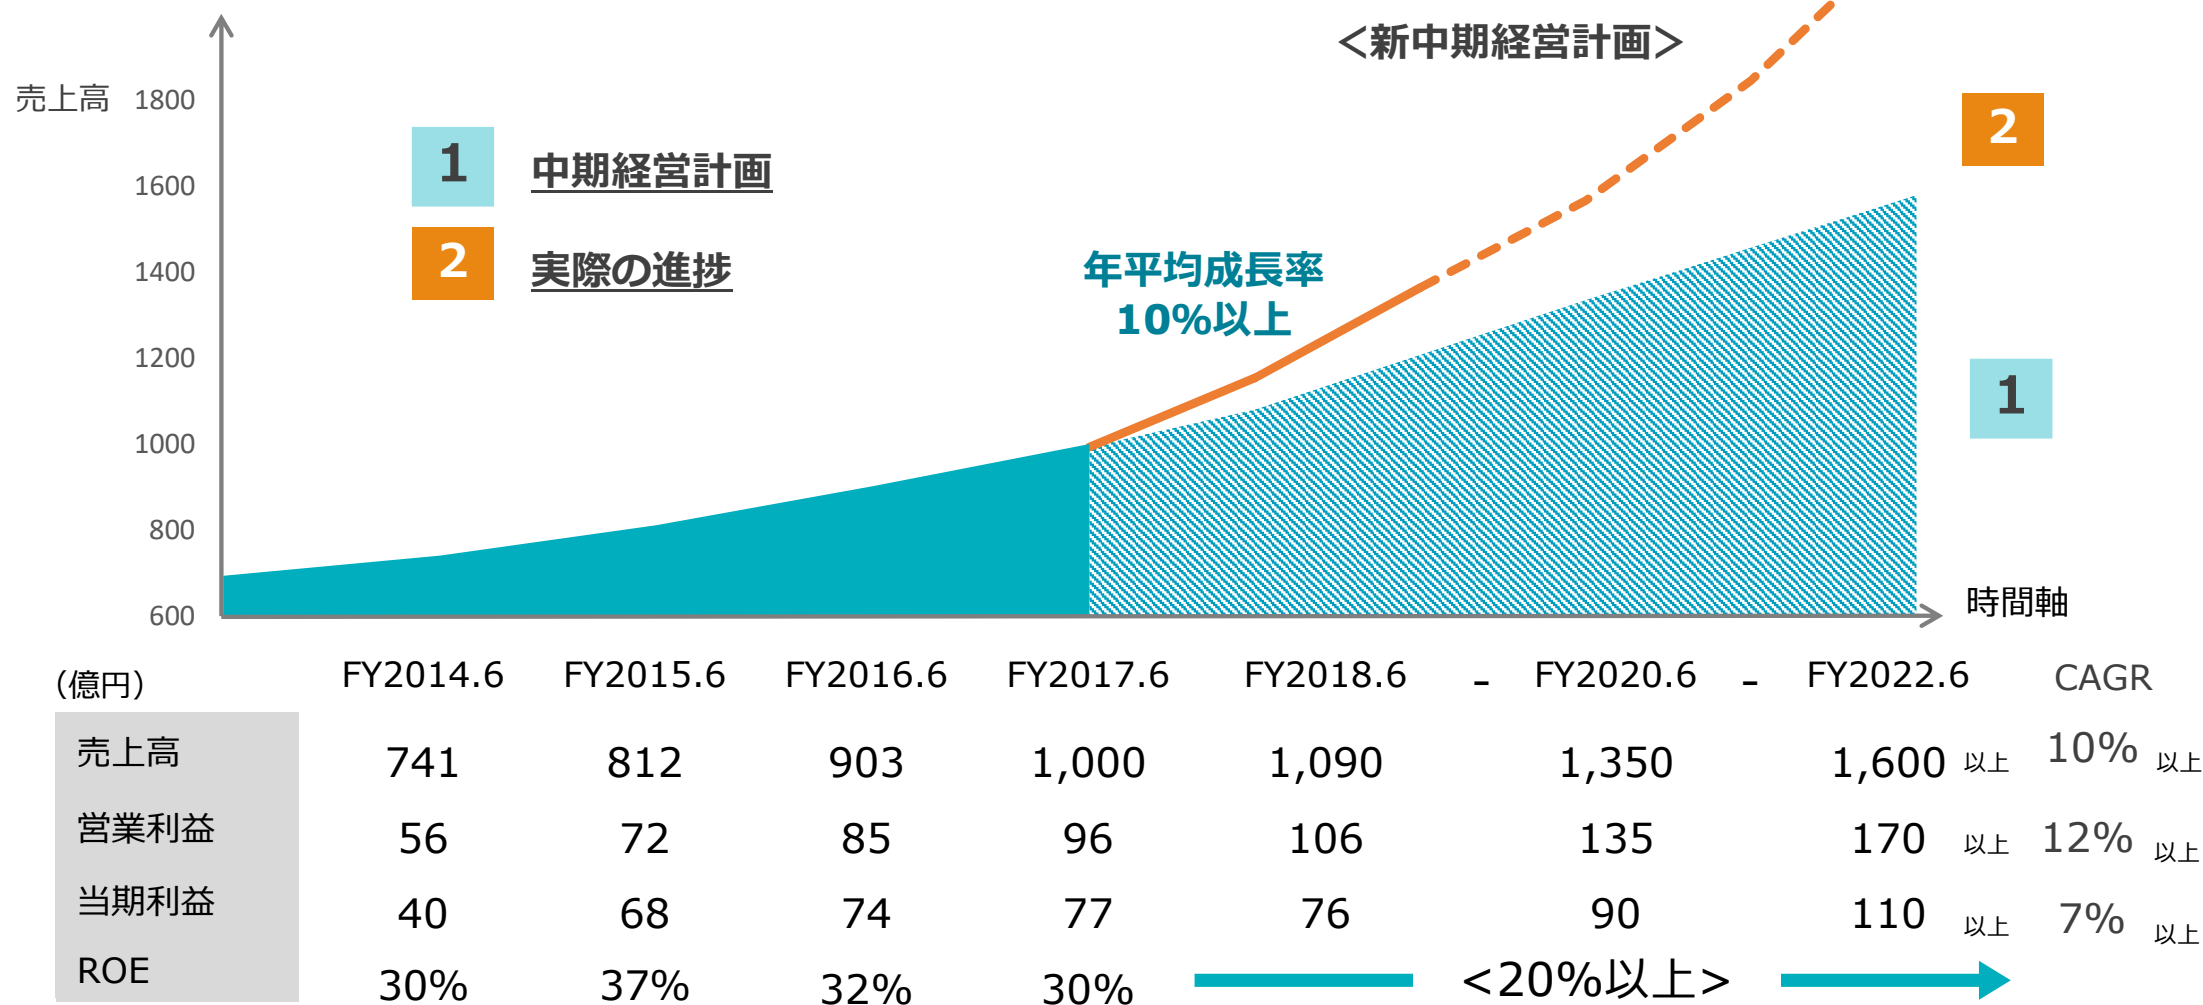 ＜新中期経営計画＞
売上高
1800
1600
1400
1200
1000
800
600
1 中期経営計画
2 実際の進捗
年平均成長率
10%以上
2
1
時間軸
（億円） FY2014.6 FY2015.6 FY2016.6 FY2017.6 FY2018.6 - FY2020.6 - FY2022.6 CAGR
売上高 741 812 903 1,000 1,090 1,350 1,600 以上 10% 以上
営業利益 56 72 85 96 106 135 170 以上 12% 以上
当期利益 40 68 74 77 76 90 110 以上 7% 以上
ROE 30% 37% 32% 30% <20%以上>